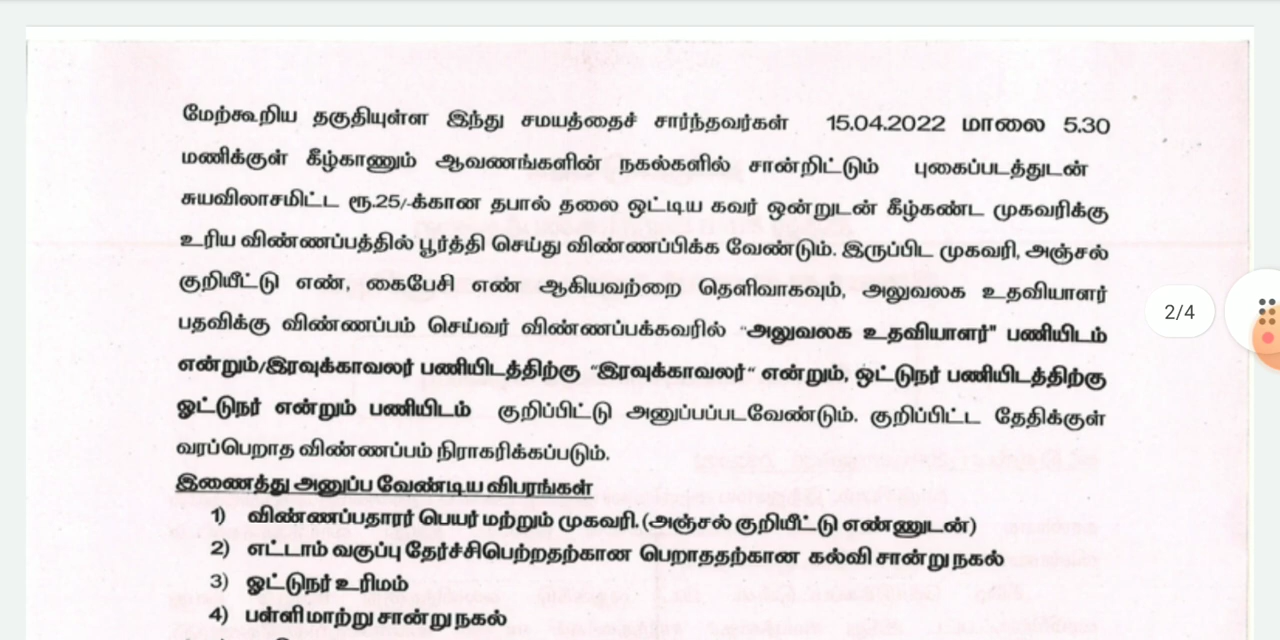 மேற்கூறிய தகுதியுள்ள இந்து சமயத்தைச் சார்ந்தவர்கள் 15.04.2022 மாலை 5.30
மணிக்குள் கீழ்காணும் ஆவணங்களின் நகல்களில் சான்றிட்டும் புகைப்படத்துடன்
சுயவிலாசமிட்ட ரூ.25/-க்கான தபால் தலை ஒட்டிய கவர் ஒன்றுடன் கீழ்கண்ட முகவரிக்கு
உரிய விண்ணப்பத்தில் பூர்த்தி செய்து விண்ணப்பிக்க வேண்டும். இருப்பிட முகவரி, அஞ்சல்
குறியீட்டு எண், கைபேசி எண் ஆகியவற்றை தெளிவாகவும், அலுவலக உதவியாளர்
பதவிக்கு விண்ணப்பம் செய்வர் விண்ணப்பக்கவரில் "அலுவலக உதவியாளர்" பணியிடம்
என்றும்/இரவுக்காவலர் பணியிடத்திற்கு "இரவுக்காவலர்" என்றும், ஓட்டுநர் பணியிடத்திற்கு
ஓட்டுநர் என்றும் பணியிடம் குறிப்பிட்டு அனுப்பப்படவேண்டும். குறிப்பிட்ட தேதிக்குள்
வரப்பெறாத விண்ணப்பம் நிராகரிக்கப்படும்.
இணைத்து அனுப்ப வேண்டிய விபரங்கள்
1) விண்ணப்பதாரர் பெயர் மற்றும் முகவரி. (அஞ்சல் குறியீட்டு எண்ணுடன்)
2) எட்டாம் வகுப்பு தேர்ச்சிபெற்றதற்கான பெறாததற்கான கல்வி சான்று நகல்
3) ஓட்டுநர் உரிமம்
4) பள்ளி மாற்று சான்று நகல்
2/4